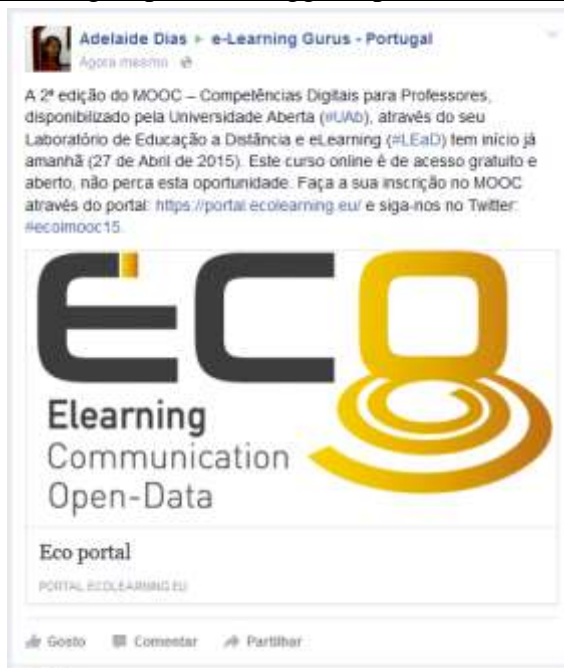 Adelaide Dias ▸ e-Learning Gurus - Portugal
Agora mesmo
A 2ª edição do MOOC – Competências Digitais para Professores,
disponibilizado pela Universidade Aberta (#UAb), através do seu
Laboratório de Educação a Distância e eLearning (#LEaD) tem início já
amanhã (27 de Abril de 2015). Este curso online é de acesso gratuito e
aberto, não perca esta oportunidade. Faça a sua inscrição no MOOC
através do portal: https://portal.ecolearning.eu/ e siga-nos no Twitter:
#ecolmooc15.
ECO
Elearning
Communication
Open-Data
Eco portal
PORTAL.ECOLEARNING.EU
Gosto Comentar Partilhar